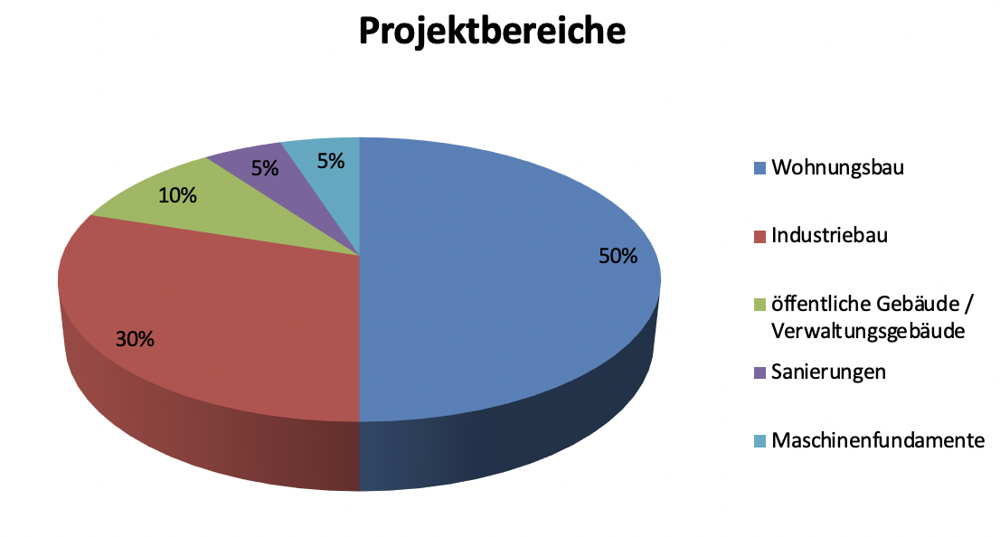 Projektbereiche
5%
5%
10%
50%
30%
Wohnungsbau
Industriebau
öffentliche Gebäude /
Verwaltungsgebäude
Sanierungen
Maschinenfundamente